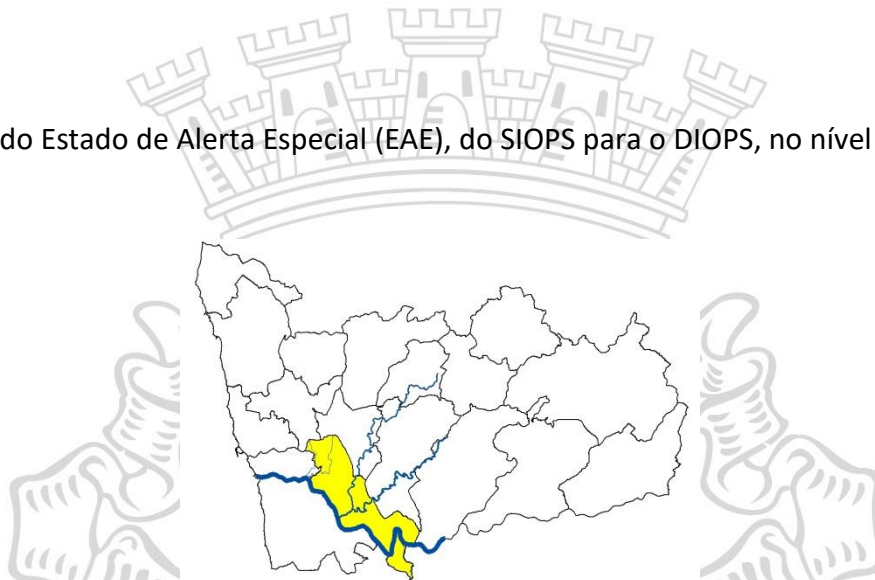 do Estado de Alerta Especial (EAE), do SIOPS para o DIOPS, no nível